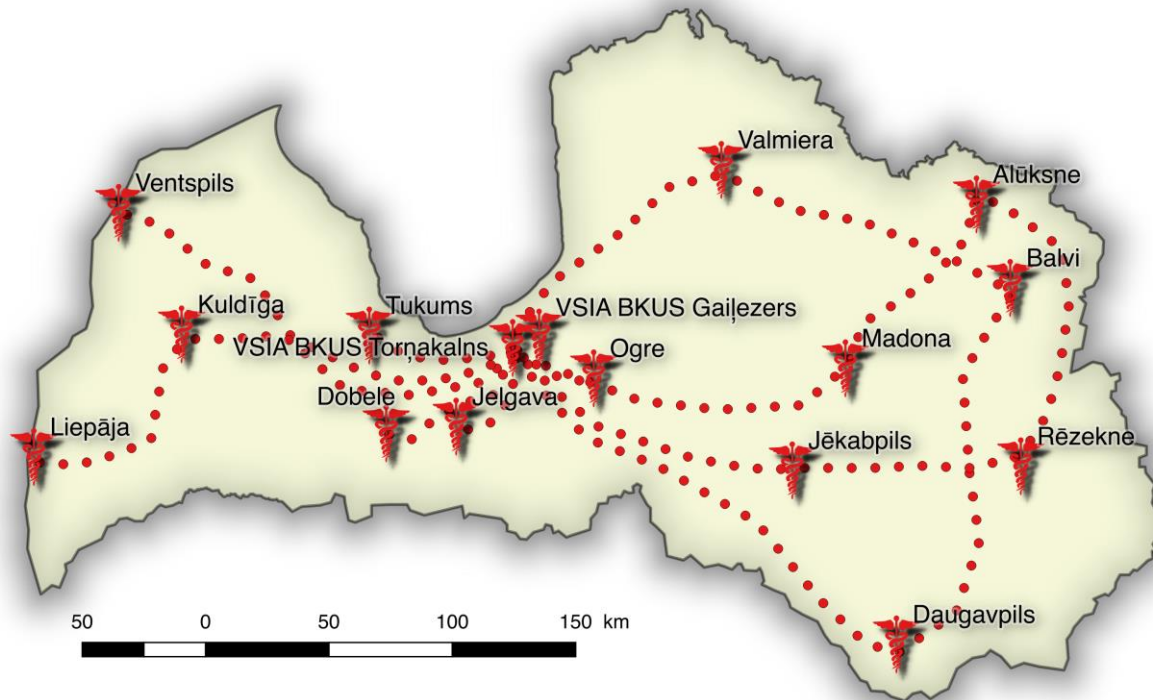 Valmiera
Alūksne
Ventspils
Balvi
Kuldīga
Tukums
VSIA BKUS Gaiļezers
VSIA BKUS Torņakalns
Ogre
Madona
Dobele
Jelgava
Liepāja
Jēkabpils
Rēzekne
Daugavpils
50 0 50 100 150 km